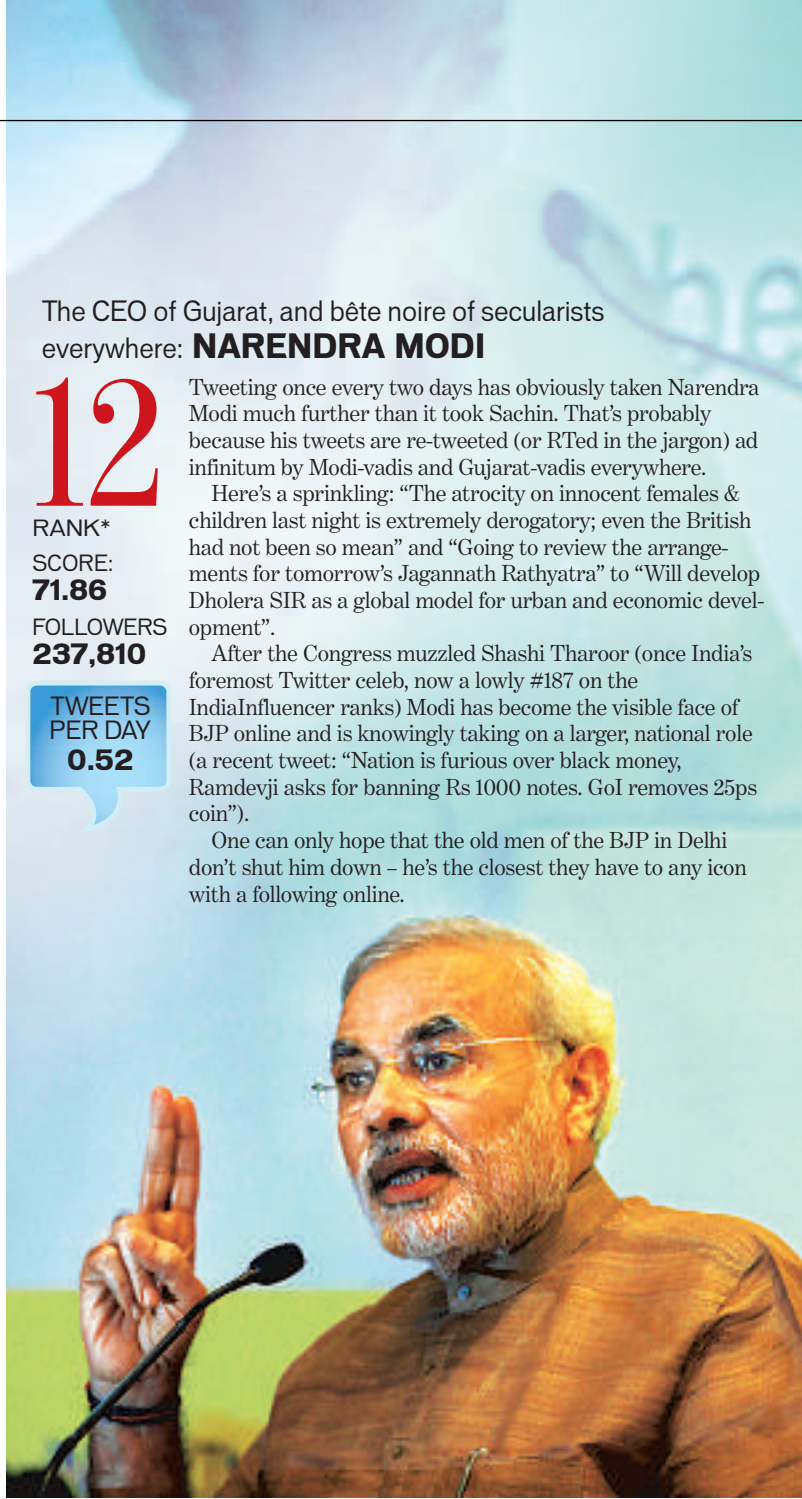 he
The CEO of Gujarat, and bête noire of secularists
everywhere: NARENDRA MODI
12
RANK*
SCORE:
71.86
FOLLOWERS
237,810
TWEETS
PER DAY
0.52
Tweeting once every two days has obviously taken Narendra
Modi much further than it took Sachin. That’s probably
because his tweets are re-tweeted (or RTed in the jargon) ad
infinitum by Modi-vadis and Gujarat-vadis everywhere.
Here’s a sprinkling: “The atrocity on innocent females &
children last night is extremely derogatory; even the British
had not been so mean” and “Going to review the arrange-
ments for tomorrow’s Jagannath Rathyatra” to “Will develop
Dholera SIR as a global model for urban and economic devel-
opment”.
After the Congress muzzled Shashi Tharoor (once India’s
foremost Twitter celeb, now a lowly #187 on the
IndiaInfluencer ranks) Modi has become the visible face of
BJP online and is knowingly taking on a larger, national role
(a recent tweet: “Nation is furious over black money,
Ramdevji asks for banning Rs 1000 notes. GoI removes 25ps
coin”).
One can only hope that the old men of the BJP in Delhi
don’t shut him down – he’s the closest they have to any icon
with a following online.